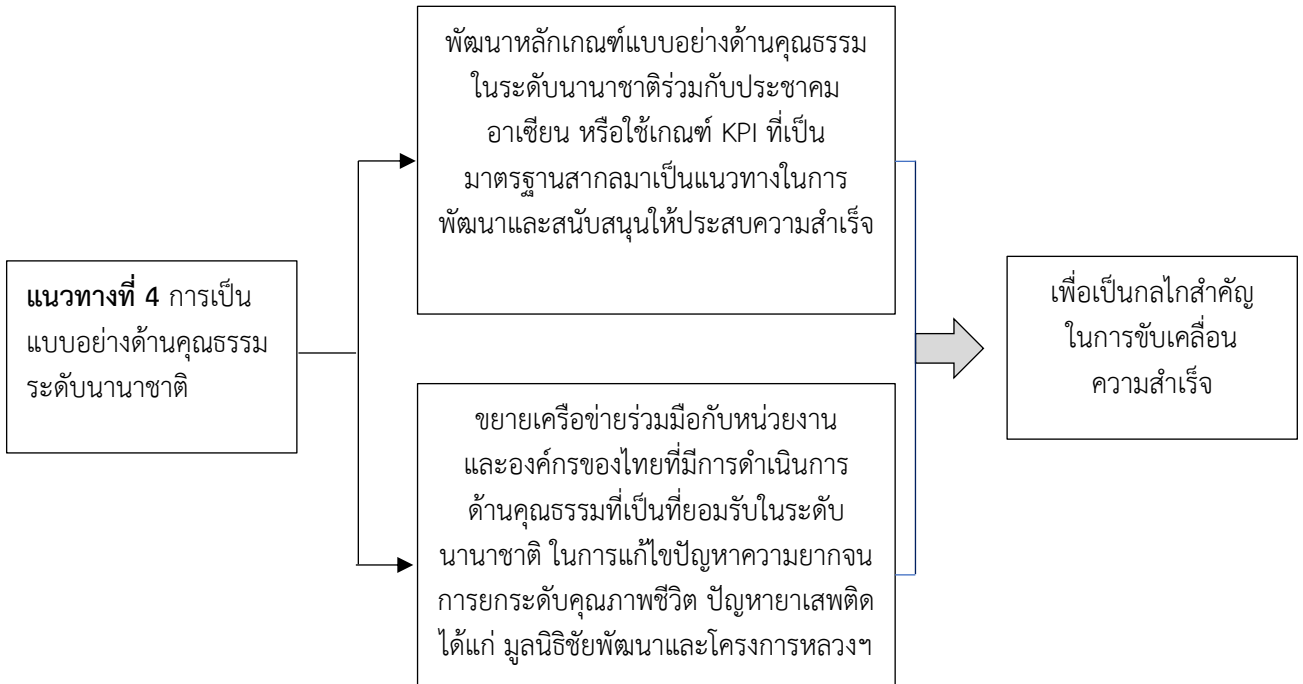 พัฒนาหลักเกณฑ์แบบอย่างด้านคุณธรรม
ในระดับนานาชาติร่วมกับประชาคม
อาเซียน หรือใช้เกณฑ์ KPI ที่เป็น
มาตรฐานสากลมาเป็นแนวทางในการ
พัฒนาและสนับสนุนให้ประสบความสำเร็จ
แนวทางที่ 4 การเป็น
แบบอย่างด้านคุณธรรม
ระดับนานาชาติ
เพื่อเป็นกลไกสำคัญ
ในการขับเคลื่อน
ความสำเร็จ
ขยายเครือข่ายร่วมมือกับหน่วยงาน
และองค์กรของไทยที่มีการดำเนินการ
ด้านคุณธรรมที่เป็นที่ยอมรับในระดับ
นานาชาติ ในการแก้ไขปัญหาความยากจน
การยกระดับคุณภาพชีวิต ปัญหายาเสพติด
ได้แก่ มูลนิธิชัยพัฒนาและโครงการหลวงฯ